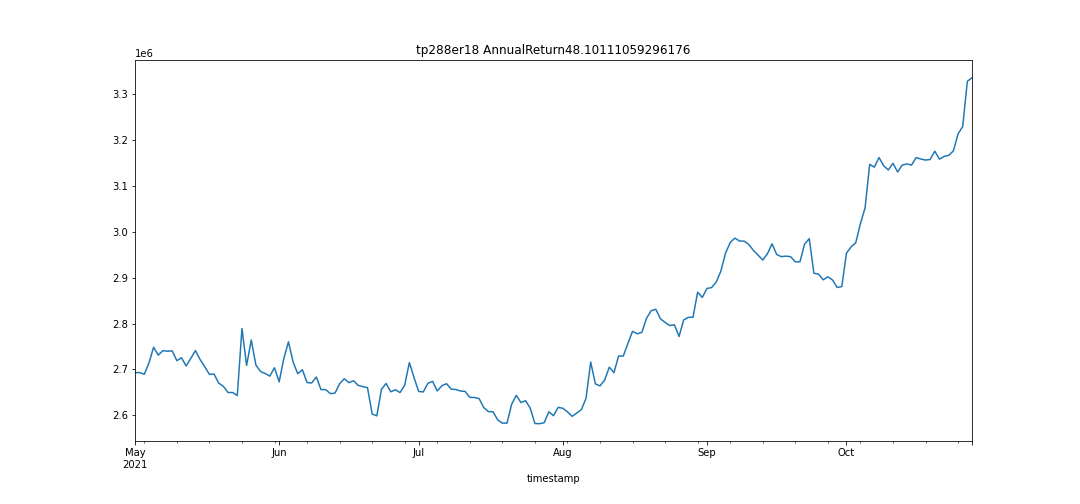 tp288er18 AnnualReturn48.10111059296176
1e6
3.3
3.2
3.1
3.0
2.9
2.8
2.7
2.6
May Jun Jul Aug Sep Oct
2021
timestamp